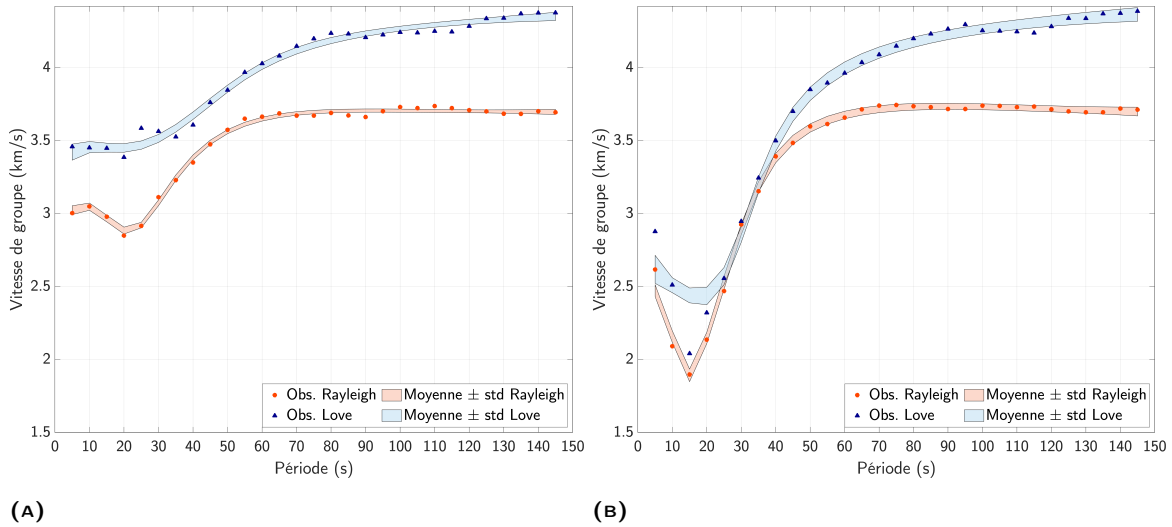 Vitesse de groupe (km/s)
4
3.5
3
2.5
2
1.5
0 10 20 30 40 50 60 70 80 90 100 110 120 130 140 150
Période (s)
Obs. Rayleigh
Obs. Love
Moyenne ± std Rayleigh
Moyenne ± std Love
(A)
Vitesse de groupe (km/s)
4
3.5
3
2.5
2
1.5
0 10 20 30 40 50 60 70 80 90 100 110 120 130 140 150
Période (s)
Obs. Rayleigh
Obs. Love
Moyenne ± std Rayleigh
Moyenne ± std Love
(B)